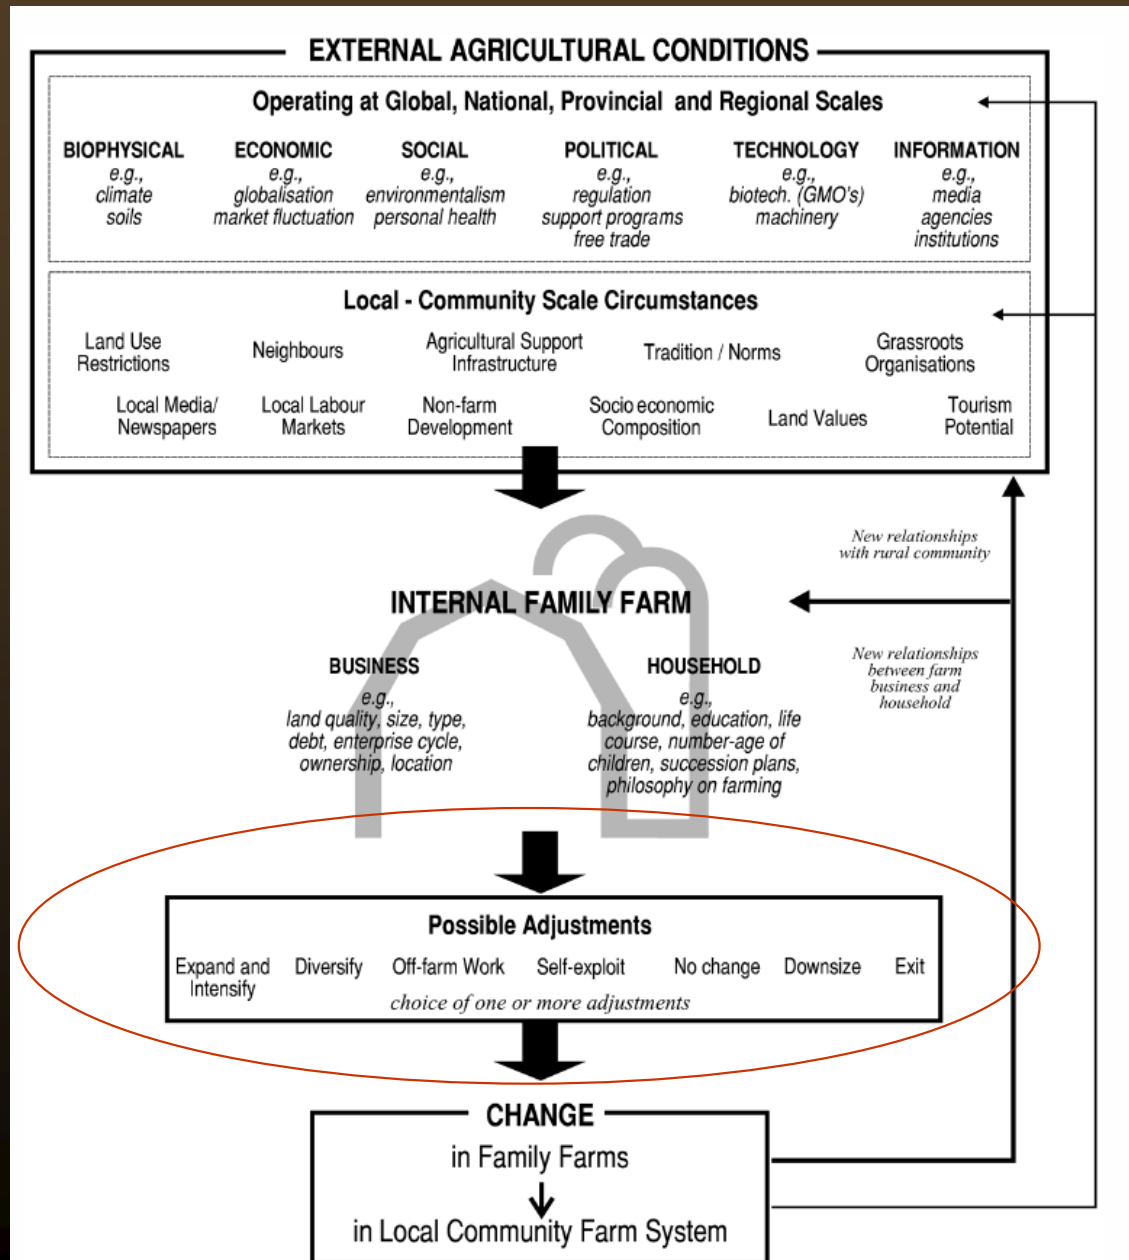 EXTERNAL AGRICULTURAL CONDITIONS
Operating at Global, National, Provincial and Regional Scales
BIOPHYSICAL
e.g.,
climate
soils
ECONOMIC
e.g.,
globalisation
market fluctuation
SOCIAL
e.g.,
environmentalism
personal health
POLITICAL
e.g.,
regulation
support programs
free trade
TECHNOLOGY
e.g.,
biotech. (GMO's)
machinery
INFORMATION
e.g.,
media
agencies
institutions
Local - Community Scale Circumstances
Land Use
Restrictions
Neighbours
Agricultural Support
Infrastructure
Tradition / Norms
Grassroots
Organisations
Local Media/
Newspapers
Local Labour
Markets
Non-farm
Development
Socio economic
Composition
Land Values
Tourism
Potential
New relationships
with rural community
INTERNAL FAMILY FARM
BUSINESS
e.g.,
land quality, size, type,
debt, enterprise cycle,
ownership, location
HOUSEHOLD
e.g.,
background, education, life
course, number-age of
children, succession plans,
philosophy on farming
New relationships
between farm
business and
household
Possible Adjustments
Expand and
Intensify
Diversify
Off-farm Work
Self-exploit
No change
Downsize
Exit
choice of one or more adjustments
CHANGE
in Family Farms
in Local Community Farm System